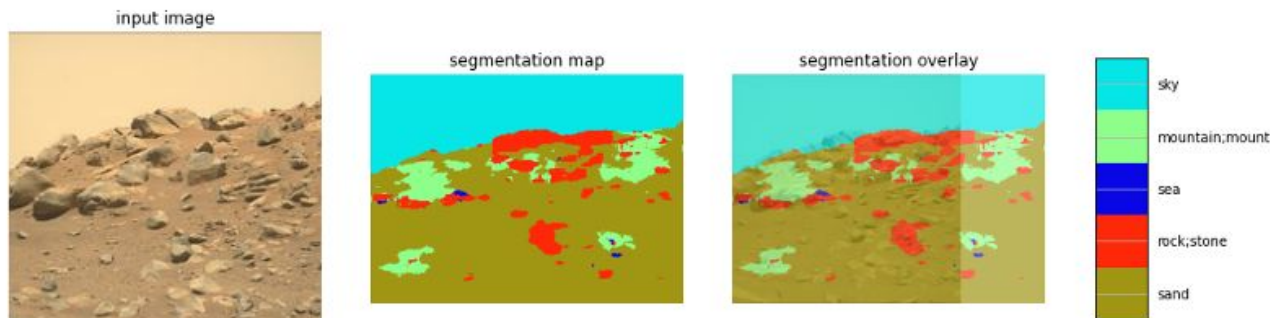 input image
segmentation map
segmentation overlay
sky
mountain;mount
sea
rock;stone
sand